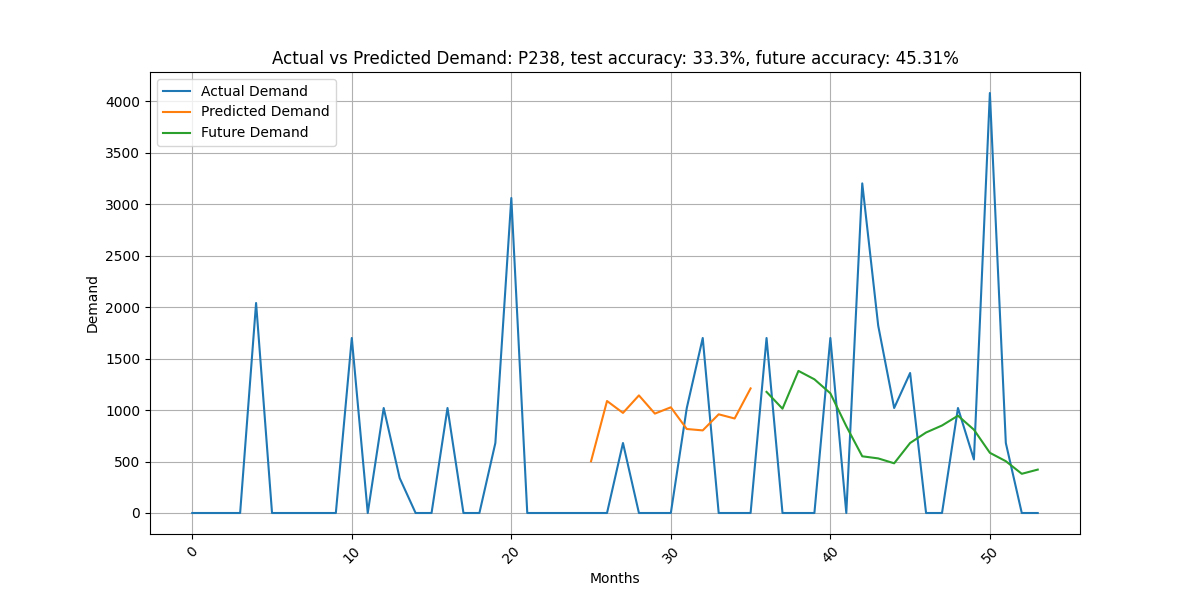 Actual vs Predicted Demand: P238, test accuracy: 33.3%, future accuracy: 45.31%
Actual Demand
Predicted Demand
Future Demand
4000
3500
3000
2500
2000
1500
1000
500
0
Demand
0
10
20
30
40
50
Months